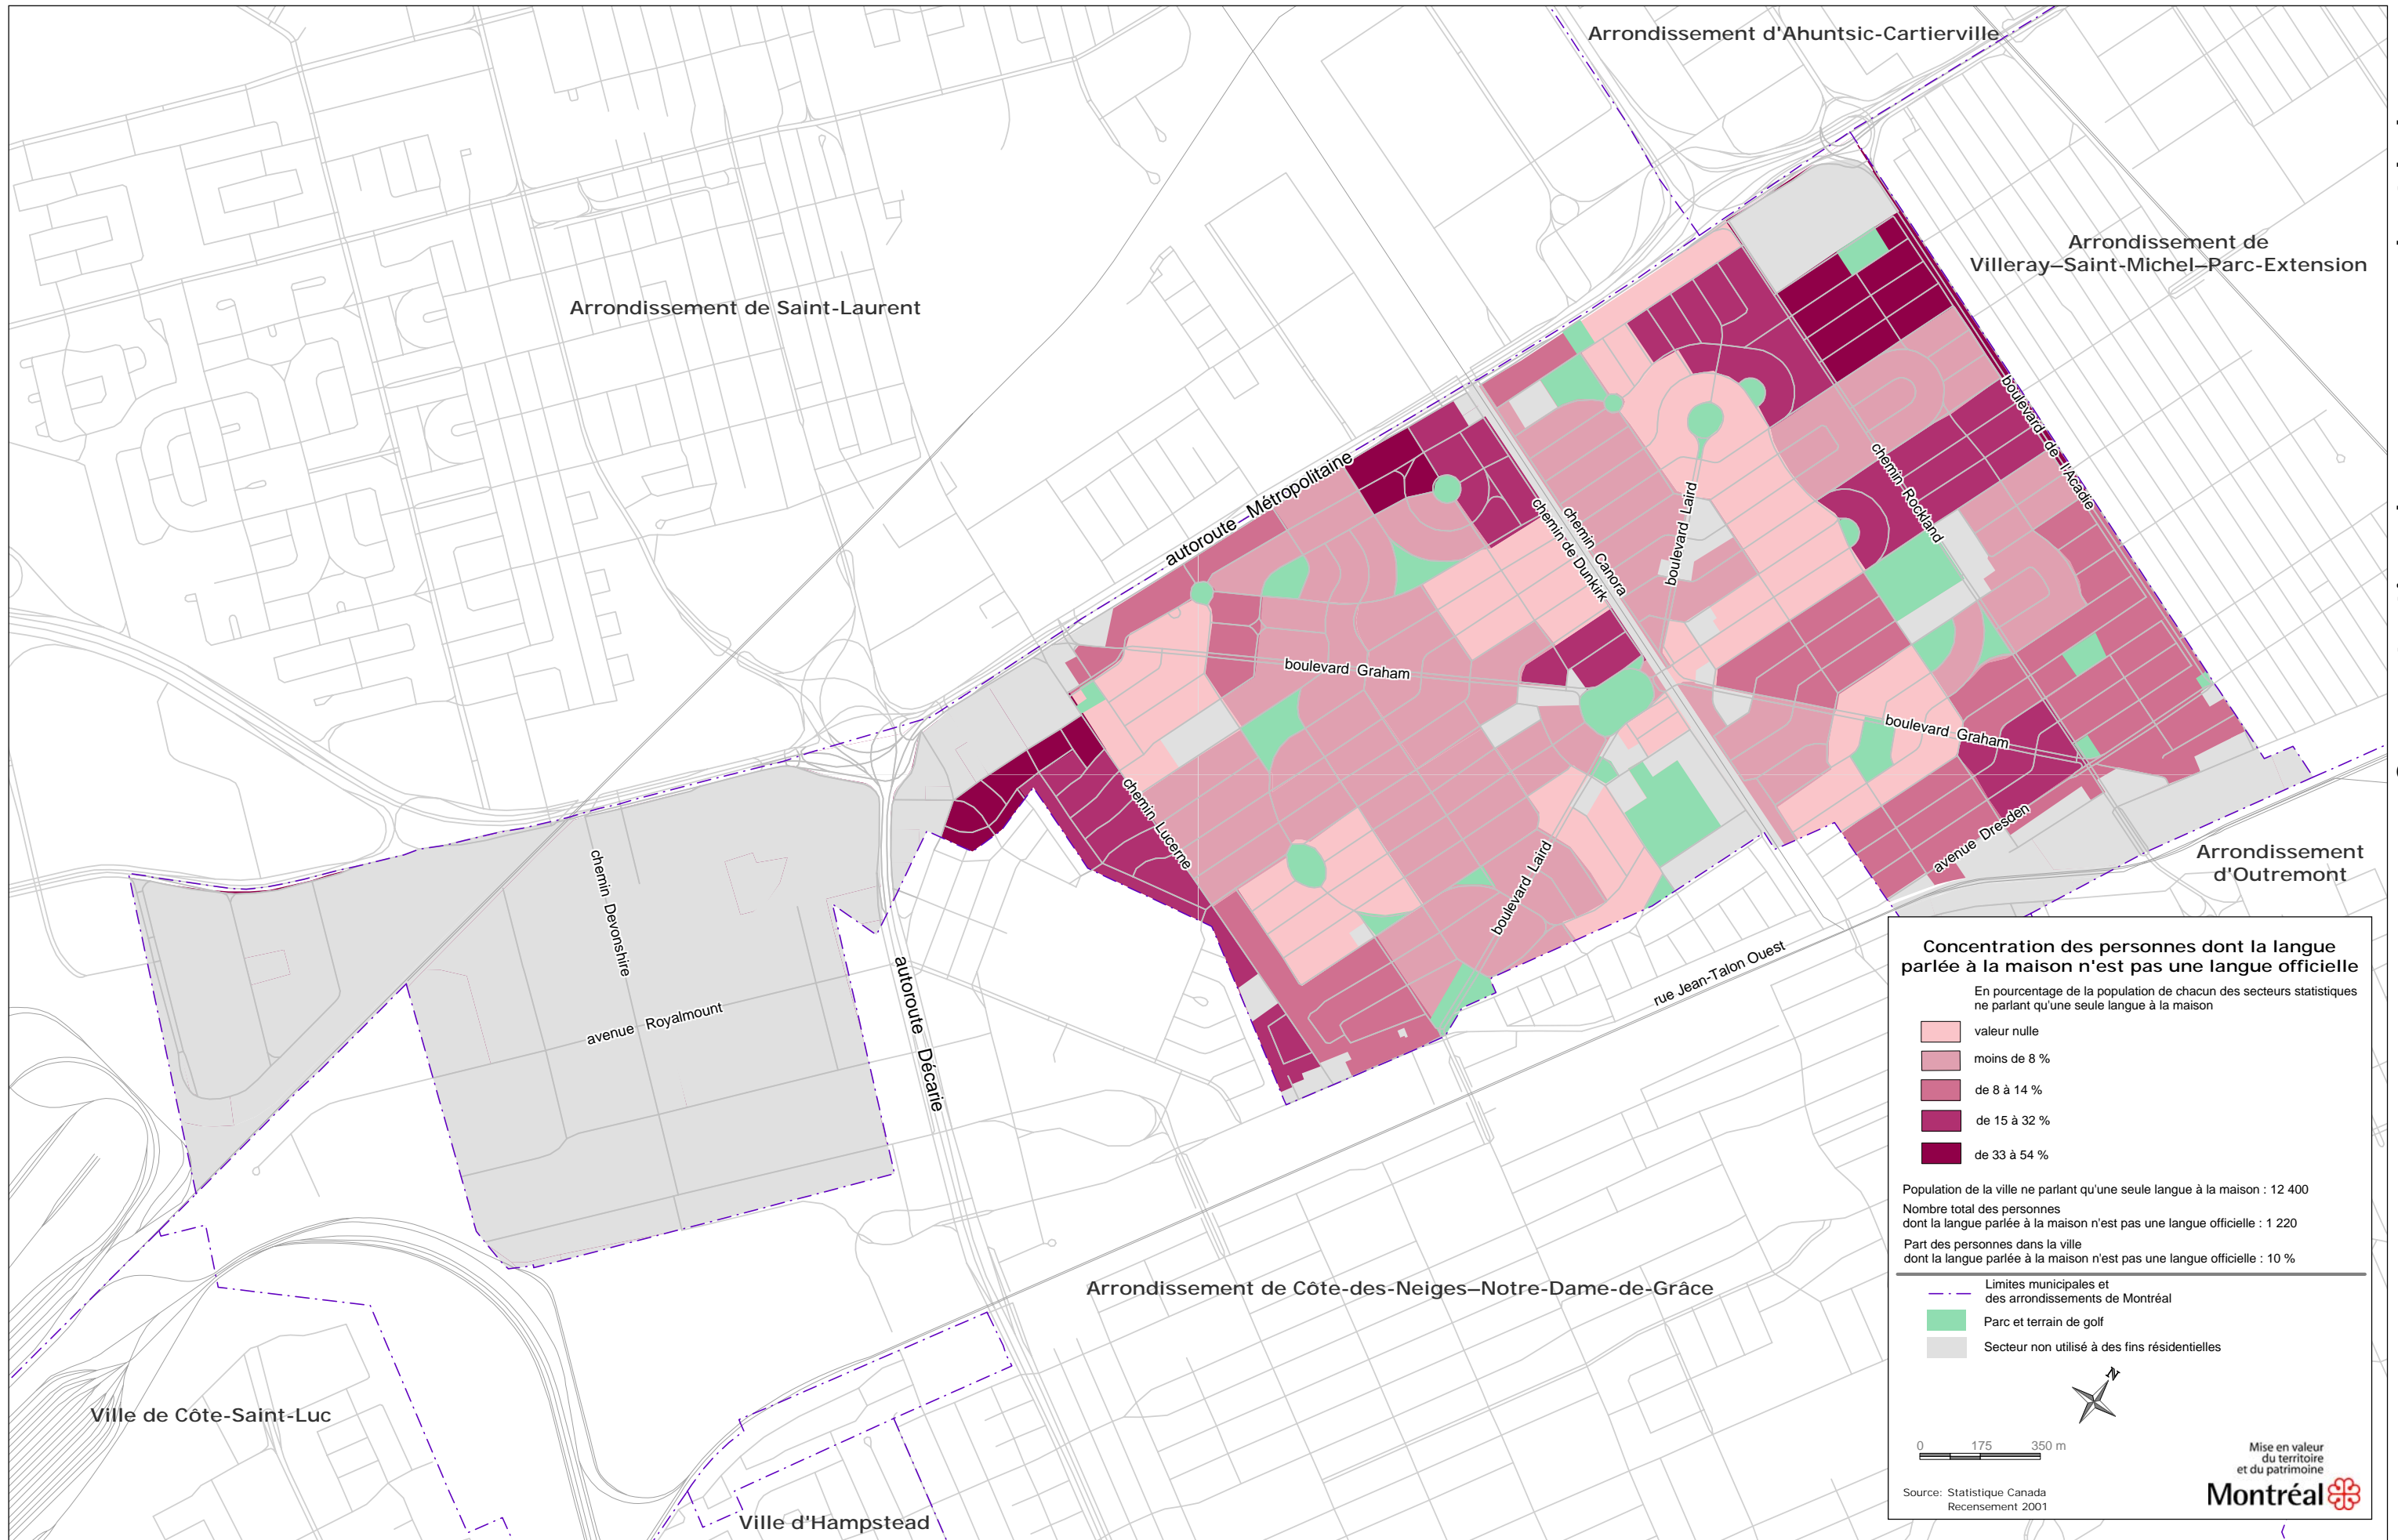 Arrondissement d'Ahuntsic-Cartierville
Arrondissement de
Villeray–Saint-Michel–Parc-Extension
Arrondissement de Saint-Laurent
autoroute Métropolitaine
boulevard de l'Acadie
chemin Rockland
boulevard Laird
chemin Canora
chemin de Dunkirk
boulevard Graham
boulevard Graham
chemin Lucerne
avenue Dresden
boulevard Laird
chemin Devonshire
avenue Royalmount
autoroute Décarie
rue Jean-Talon Ouest
Arrondissement
d'Outremont
Arrondissement de Côte-des-Neiges–Notre-Dame-de-Grâce
Ville de Côte-Saint-Luc
Ville d'Hampstead
Concentration des personnes dont la langue
parlée à la maison n'est pas une langue officielle
En pourcentage de la population de chacun des secteurs statistiques
ne parlant qu'une seule langue à la maison
valeur nulle
moins de 8 %
de 8 à 14 %
de 15 à 32 %
de 33 à 54 %
Population de la ville ne parlant qu'une seule langue à la maison : 12 400
Nombre total des personnes
dont la langue parlée à la maison n'est pas une langue officielle : 1 220
Part des personnes dans la ville
dont la langue parlée à la maison n'est pas une langue officielle : 10 %
Limites municipales et
des arrondissements de Montréal
Parc et terrain de golf
Secteur non utilisé à des fins résidentielles
N
0 175 350 m
Mise en valeur
du territoire
et du patrimoine
Montréal
Source: Statistique Canada
Recensement 2001